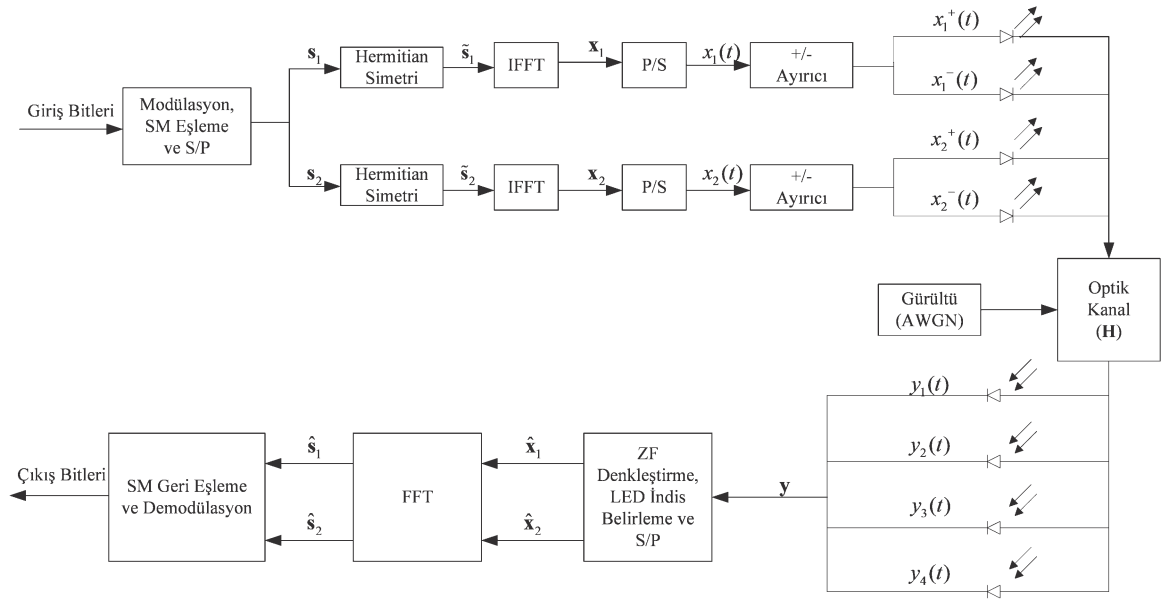 Giriş Bitleri
Modülasyon,
SM Eşleme
ve S/P
s₁
Hermitian
Simetri
s̃₁
IFFT
x₁
P/S
x₁(t)
+/-
Ayırıcı
x₁⁺(t)
x₁⁻(t)
s₂
Hermitian
Simetri
s̃₂
IFFT
x₂
P/S
x₂(t)
+/-
Ayırıcı
x₂⁺(t)
x₂⁻(t)
Gürültü
(AWGN)
Optik
Kanal
(H)
y₁(t)
y₂(t)
y₃(t)
y₄(t)
y
ZF
Denkleştirme,
LED İndis
Belirleme ve
S/P
x̂₁
x̂₂
FFT
ŝ₁
ŝ₂
SM Geri Eşleme
ve Demodülasyon
Çıkış Bitleri